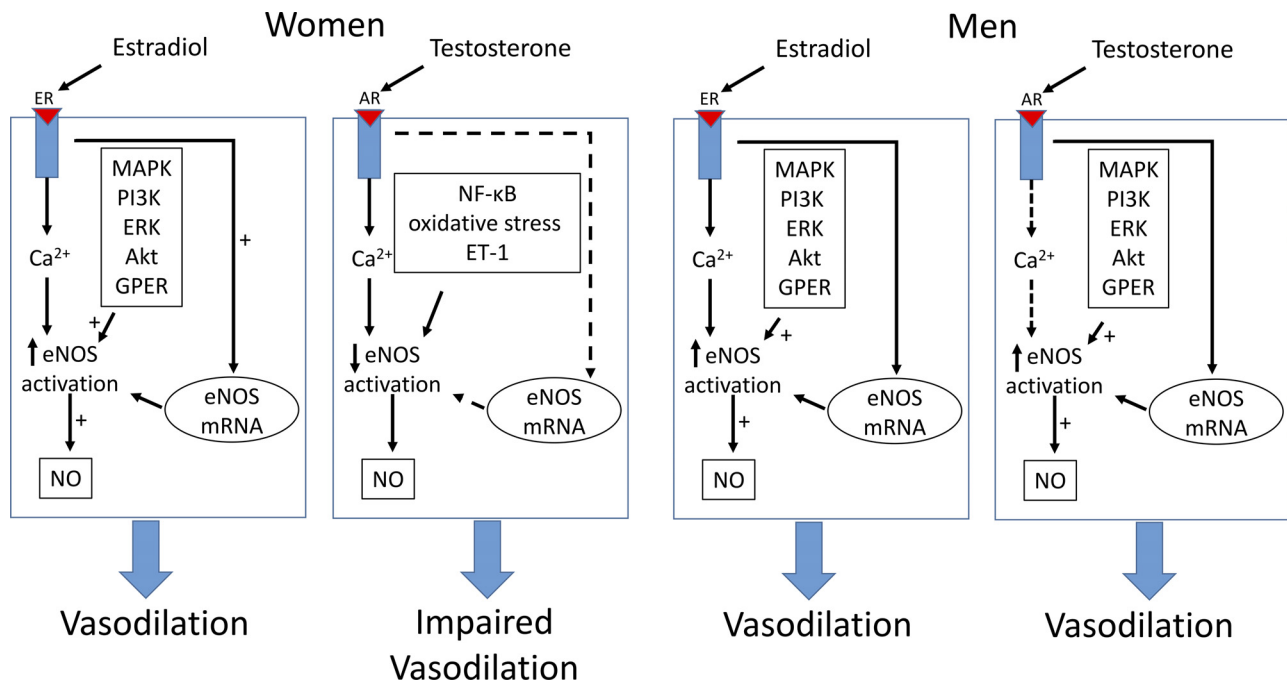 Women
Estradiol
ER
MAPK
PI3K
ERK
Akt
GPER
+
Ca²⁺
+
eNOS
activation
+
eNOS
mRNA
NO
Vasodilation
Testosterone
AR
NF-κB
oxidative stress
ET-1
Ca²⁺
eNOS
activation
eNOS
mRNA
NO
Impaired
Vasodilation
Men
Estradiol
ER
MAPK
PI3K
ERK
Akt
GPER
Ca²⁺
+
eNOS
activation
+
eNOS
mRNA
NO
Vasodilation
Testosterone
AR
MAPK
PI3K
ERK
Akt
GPER
Ca²⁺
+
eNOS
activation
+
eNOS
mRNA
NO
Vasodilation